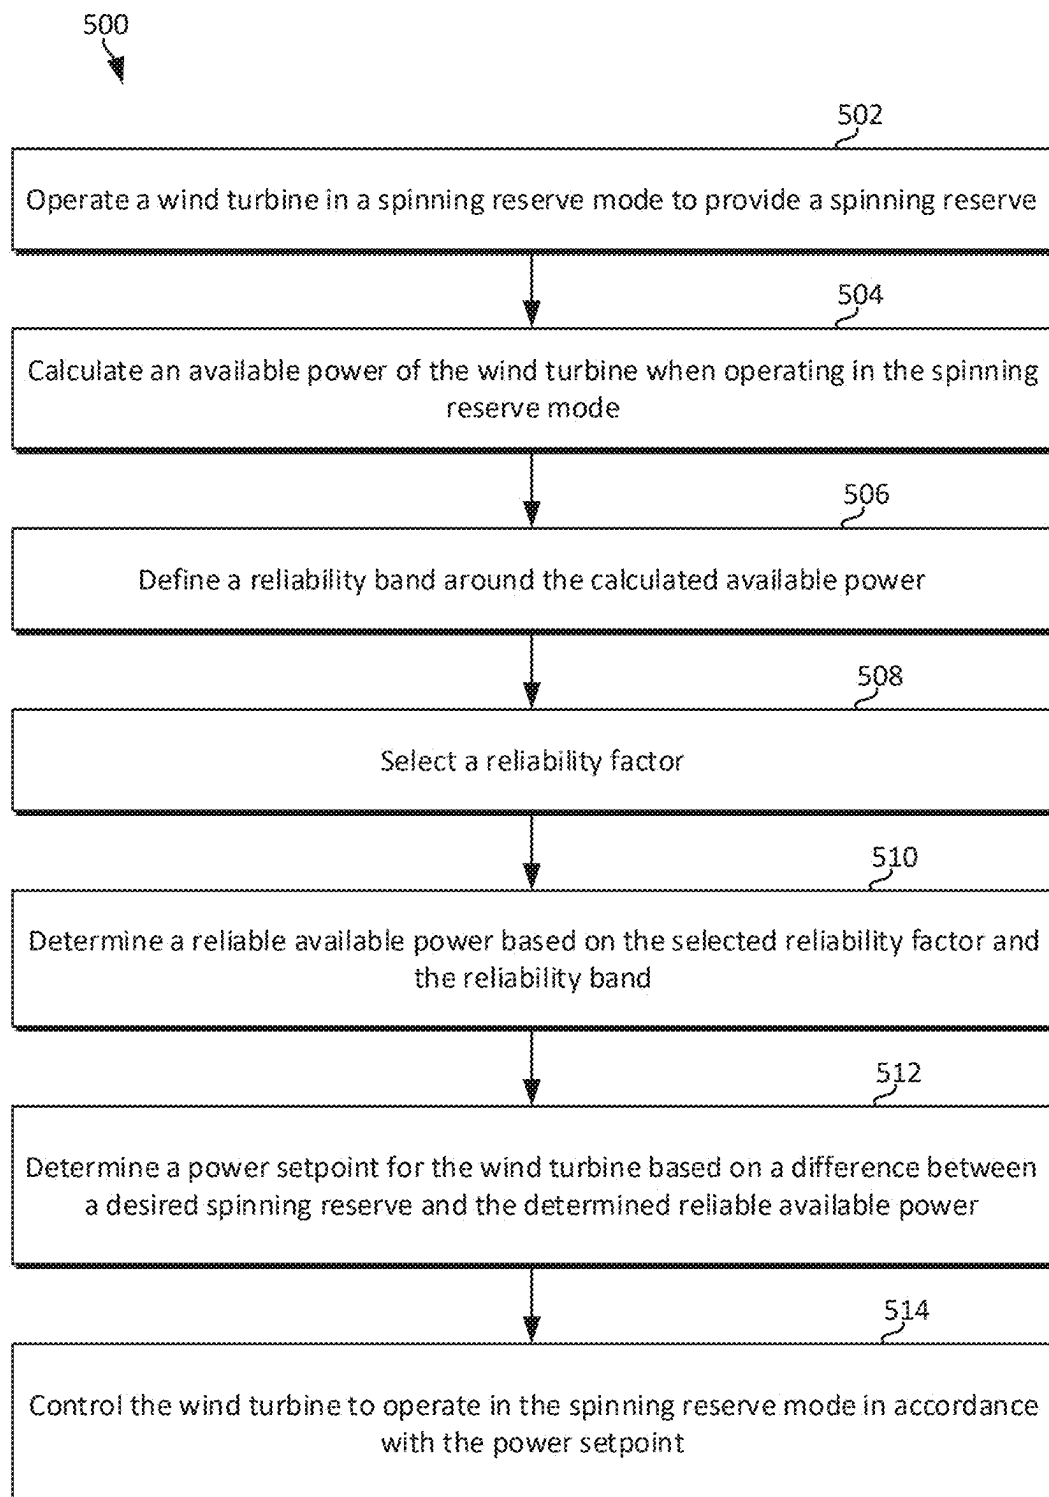 500
502
Operate a wind turbine in a spinning reserve mode to provide a spinning reserve
504
Calculate an available power of the wind turbine when operating in the spinning
reserve mode
506
Define a reliability band around the calculated available power
508
Select a reliability factor
510
Determine a reliable available power based on the selected reliability factor and
the reliability band
512
Determine a power setpoint for the wind turbine based on a difference between
a desired spinning reserve and the determined reliable available power
514
Control the wind turbine to operate in the spinning reserve mode in accordance
with the power setpoint